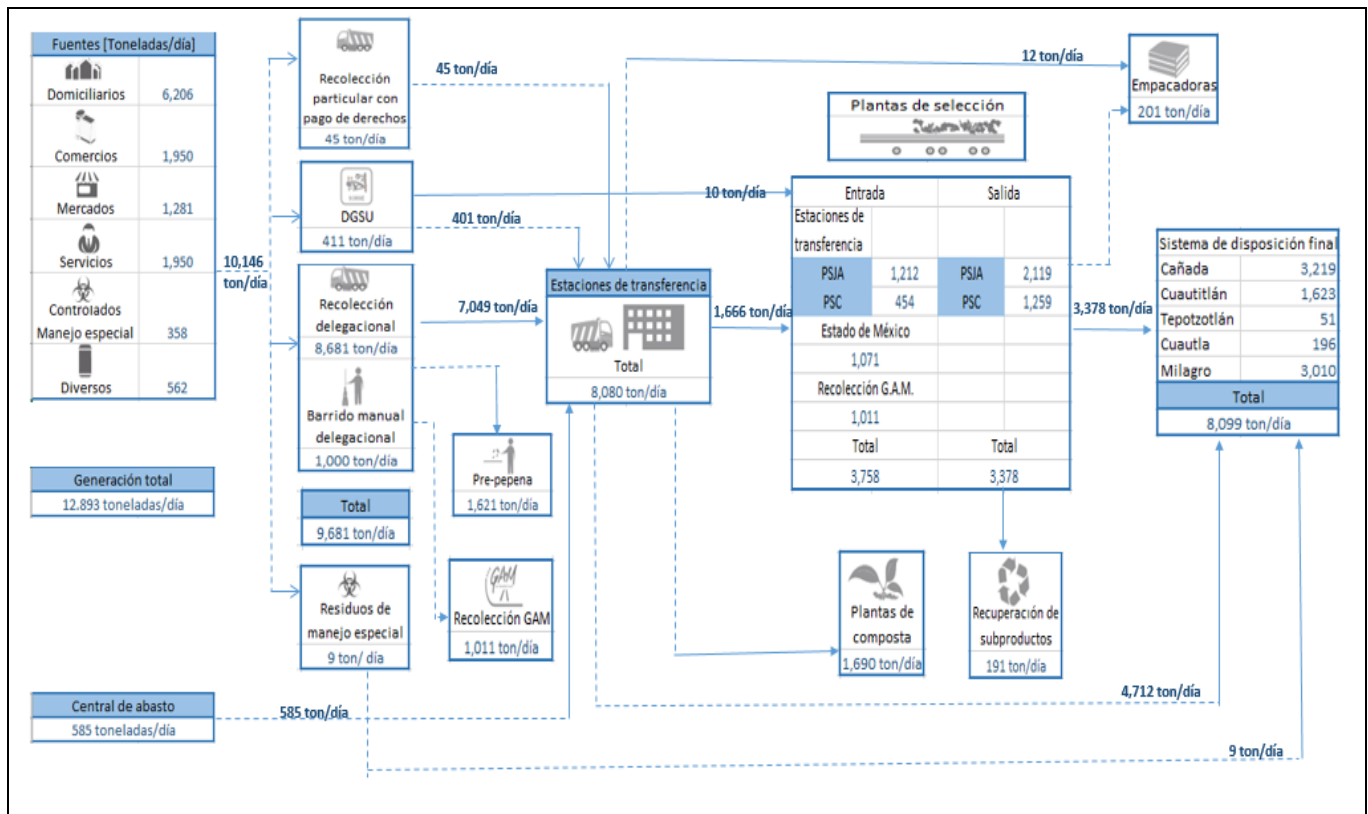 Fuentes [Toneladas/día]
Domiciliarios 6,206
Comercios 1,950
Mercados 1,281
Servicios 1,950
Controlados
Manejo especial 358
Diversos 562
Generación total
12.893 toneladas/día
Central de abasto
585 toneladas/día
10,146
ton/día
585 ton/día
Recolección
particular con
pago de derechos
45 ton/día
DGSU
411 ton/día
Recolección
delegacional
8,681 ton/día
Barrido manual
delegacional
1,000 ton/día
Total
9,681 ton/día
Residuos de
manejo especial
9 ton/ día
45 ton/día
401 ton/día
7,049 ton/día
Pre-pepena
1,621 ton/día
GAM
Recolección GAM
1,011 ton/día
Estaciones de transferencia
Total
8,080 ton/día
10 ton/día
1,666 ton/día
12 ton/día
Plantas de selección
Entrada Salida
Estaciones de
transferencia
PSJA 1,212 PSJA 2,119
PSC 454 PSC 1,259
Estado de México
1,071
Recolección G.A.M.
1,011
Total Total
3,758 3,378
Plantas de
composta
1,690 ton/día
Recuperación de
subproductos
191 ton/día
Empacadoras
201 ton/día
3,378 ton/día
Sistema de disposición final
Cañada 3,219
Cuautitlán 1,623
Tepotzotlán 51
Cuautla 196
Milagro 3,010
Total
8,099 ton/día
4,712 ton/día
9 ton/día